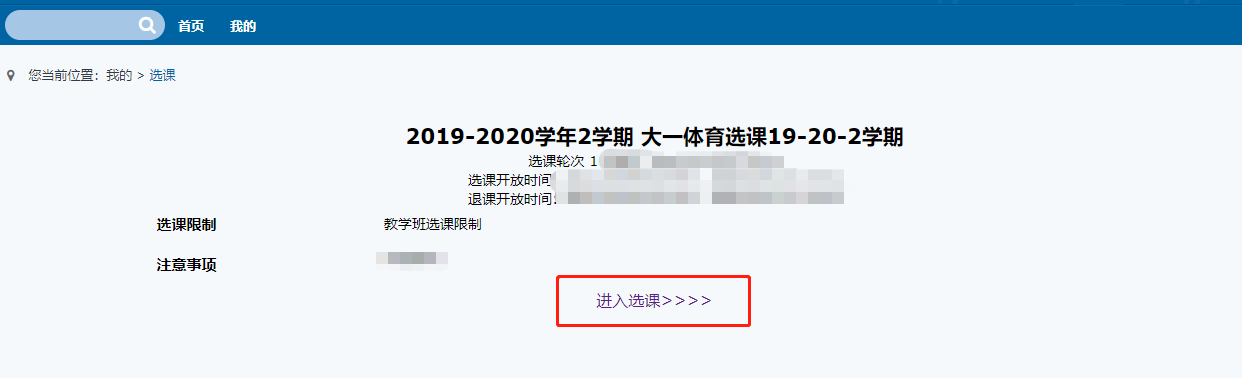 首页 我的
您当前位置：我的 > 选课
2019-2020学年2学期 大一体育选课19-20-2学期
选课轮次 1
选课开放时间
退课开放时间:
选课限制 教学班选课限制
注意事项
进入选课>>>>